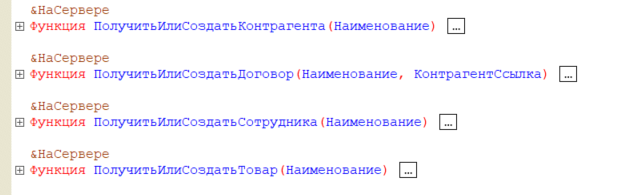 &НаСервере
Функция ПолучитьИлиСоздатьКонтрагента(Наименование) ...
&НаСервере
Функция ПолучитьИлиСоздатьДоговор(Наименование, КонтрагентСсылка) ...
&НаСервере
Функция ПолучитьИлиСоздатьСотрудника(Наименование) ...
&НаСервере
Функция ПолучитьИлиСоздатьТовар(Наименование) ...